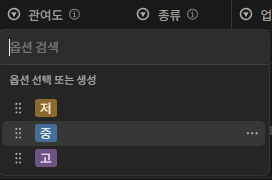 관여도 종류 업
옵션 검색
옵션 선택 또는 생성
저
중
고